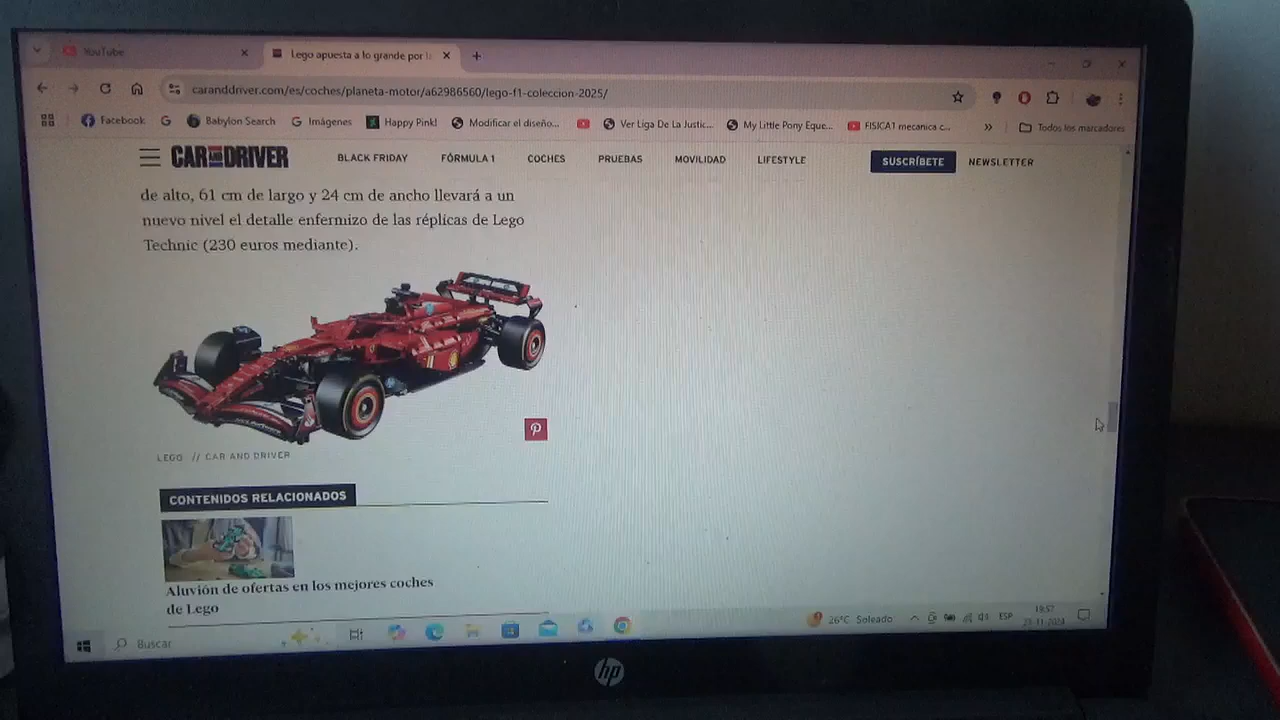 YouTube
Lego apuesta a lo grande por la
caranddriver.com/es/coches/planeta-motor/a62986560/lego-f1-coleccion-2025/
Facebook
Babylon Search
Imágenes
Happy Pink!
Modificar el diseño...
Ver Liga De La Justic...
My Little Pony Eque...
FISICA1 mecanica c...
Todos los marcadores
CAR AND DRIVER
BLACK FRIDAY
FÓRMULA 1
COCHES
PRUEBAS
MOVILIDAD
LIFESTYLE
SUSCRÍBETE
NEWSLETTER
de alto, 61 cm de largo y 24 cm de ancho llevará a un
nuevo nivel el detalle enfermizo de las réplicas de Lego
Technic (230 euros mediante).
LEGO // CAR AND DRIVER
CONTENIDOS RELACIONADOS
Aluvión de ofertas en los mejores coches
de Lego
Buscar
26°C Soleado
ESP
18:57
hp